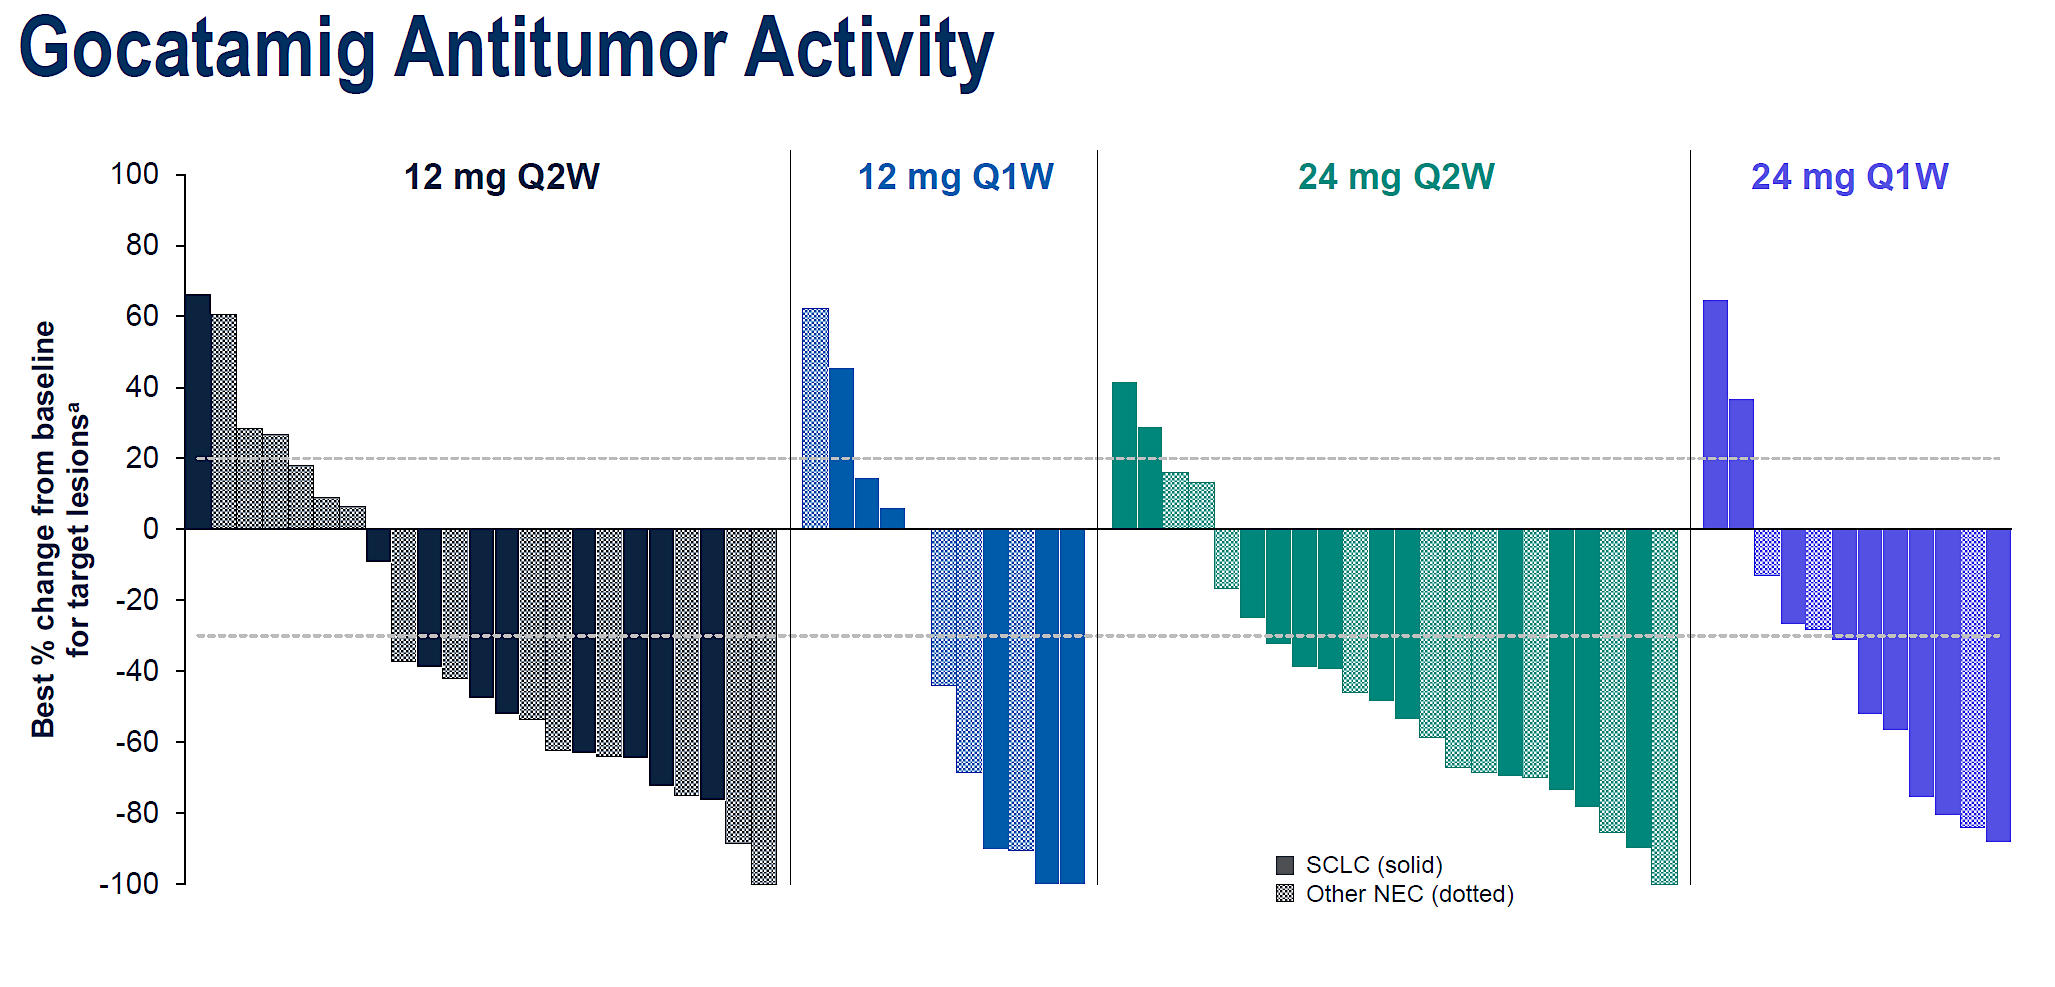 Gocatamig Antitumor Activity
12 mg Q2W
12 mg Q1W
24 mg Q2W
24 mg Q1W
Best % change from baseline
for target lesionsᵃ
100
80
60
40
20
0
-20
-40
-60
-80
-100
SCLC (solid)
Other NEC (dotted)